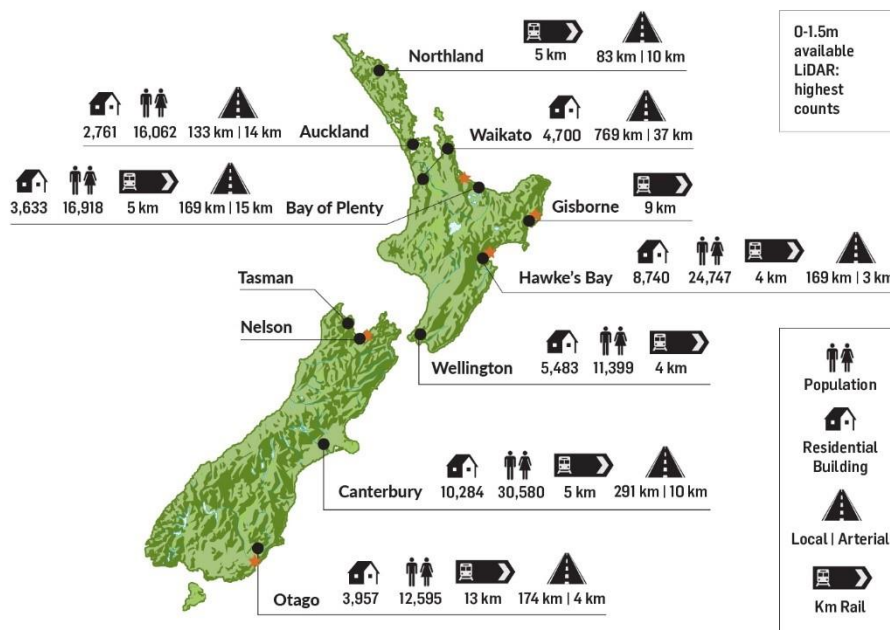 Northland
5 km
83 km | 10 km
0-1.5m
available
LiDAR:
highest
counts
2,761
16,062
133 km | 14 km
Auckland
Waikato
4,700
769 km | 37 km
3,633
16,918
5 km
169 km | 15 km
Bay of Plenty
Gisborne
9 km
Hawke's Bay
8,740
24,747
4 km
169 km | 3 km
Tasman
Nelson
Wellington
5,483
11,399
4 km
Population
Residential
Building
Local | Arterial
Km Rail
Canterbury
10,284
30,580
5 km
291 km | 10 km
Otago
3,957
12,595
13 km
174 km | 4 km